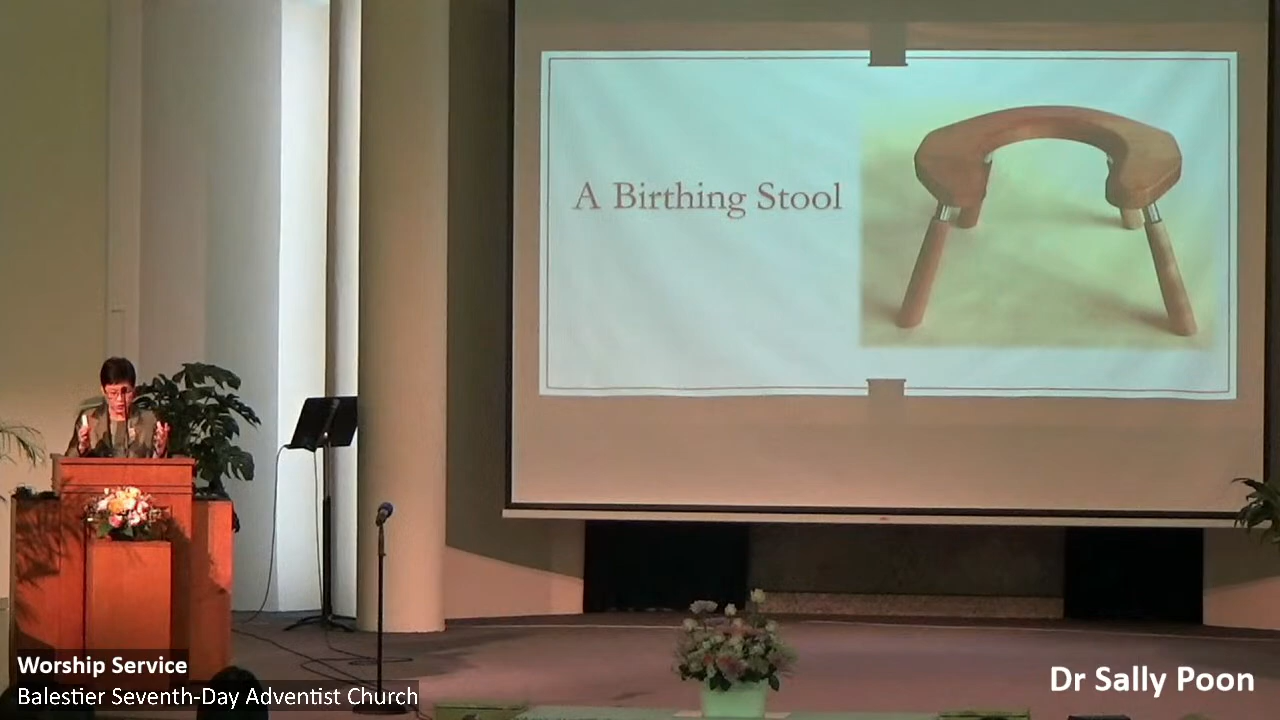 A Birthing Stool
Worship Service
Balestier Seventh-Day Adventist Church
Dr Sally Poon